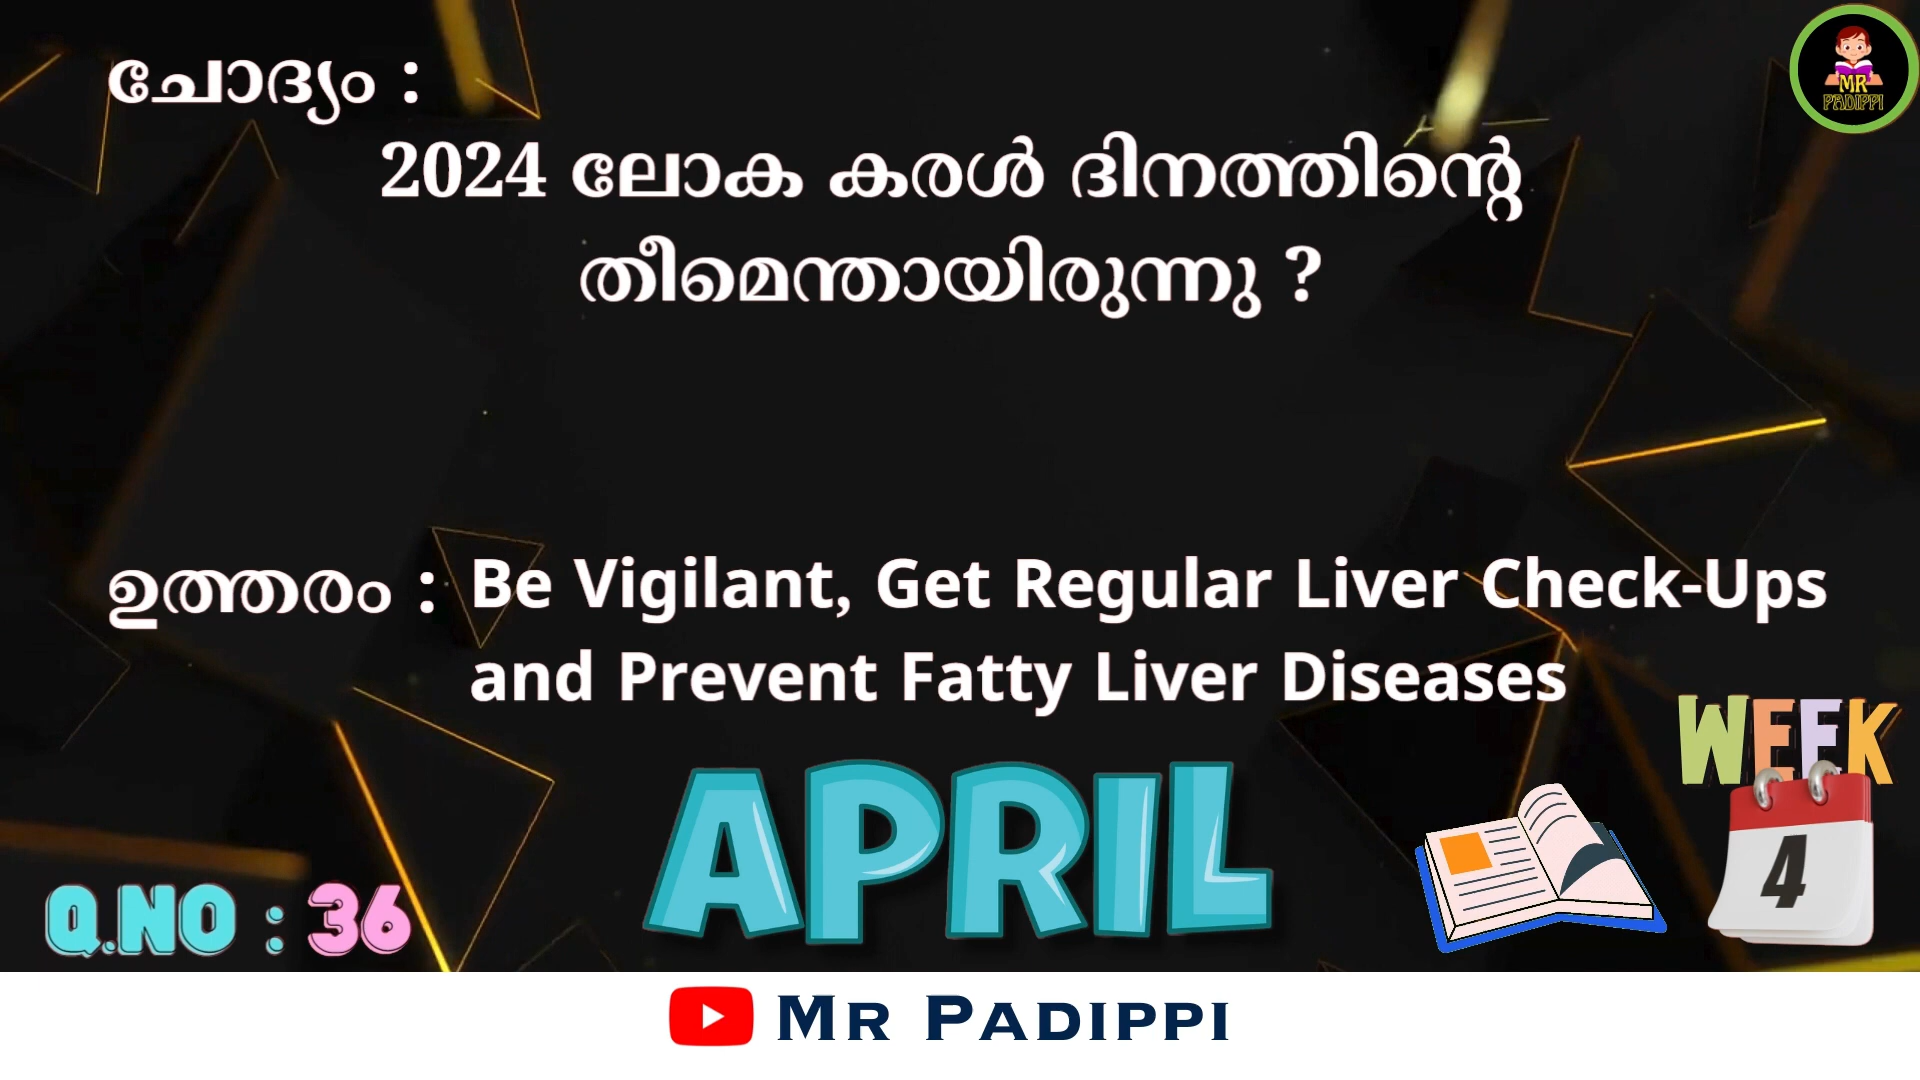 ചോദ്യം :
2024 ലോക കരൾ ദിനത്തിന്റെ
തീമെന്തായിരുന്നു ?
ഉത്തരം : Be Vigilant, Get Regular Liver Check-Ups
and Prevent Fatty Liver Diseases
MR
PADIPPI
WEEK
4
APRIL
Q.NO : 36
MR PADIPPI